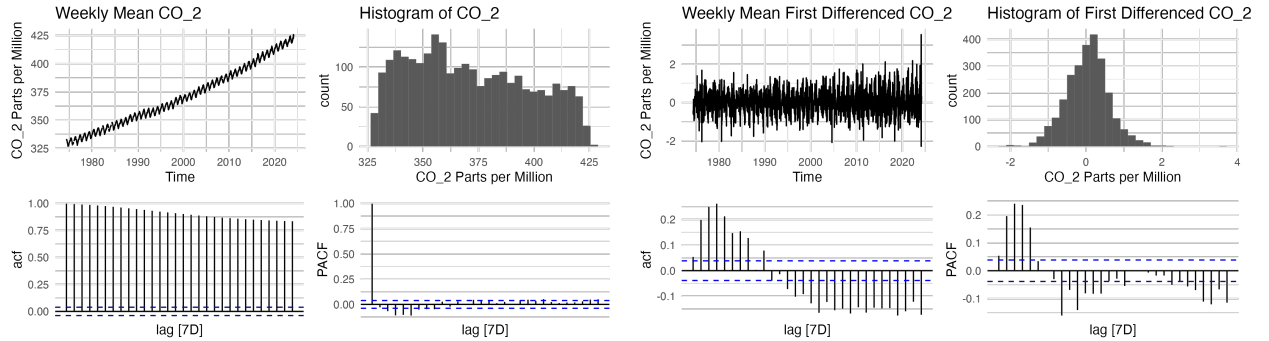 Weekly Mean CO_2
CO_2 Parts per Million
425
400
375
350
325
1980
1990
2000
2010
2020
Time
Histogram of CO_2
count
100
50
0
325
350
375
400
425
CO_2 Parts per Million
Weekly Mean First Differenced CO_2
CO_2 Parts per Million
2
0
-2
1980
1990
2000
2010
2020
Time
Histogram of First Differenced CO_2
count
400
300
200
100
0
-2
0
2
4
CO_2 Parts per Million
acf
1.00
0.75
0.50
0.25
0.00
lag [7D]
PACF
1.00
0.75
0.50
0.25
0.00
lag [7D]
acf
0.2
0.1
0.0
-0.1
lag [7D]
PACF
0.2
0.1
0.0
-0.1
lag [7D]